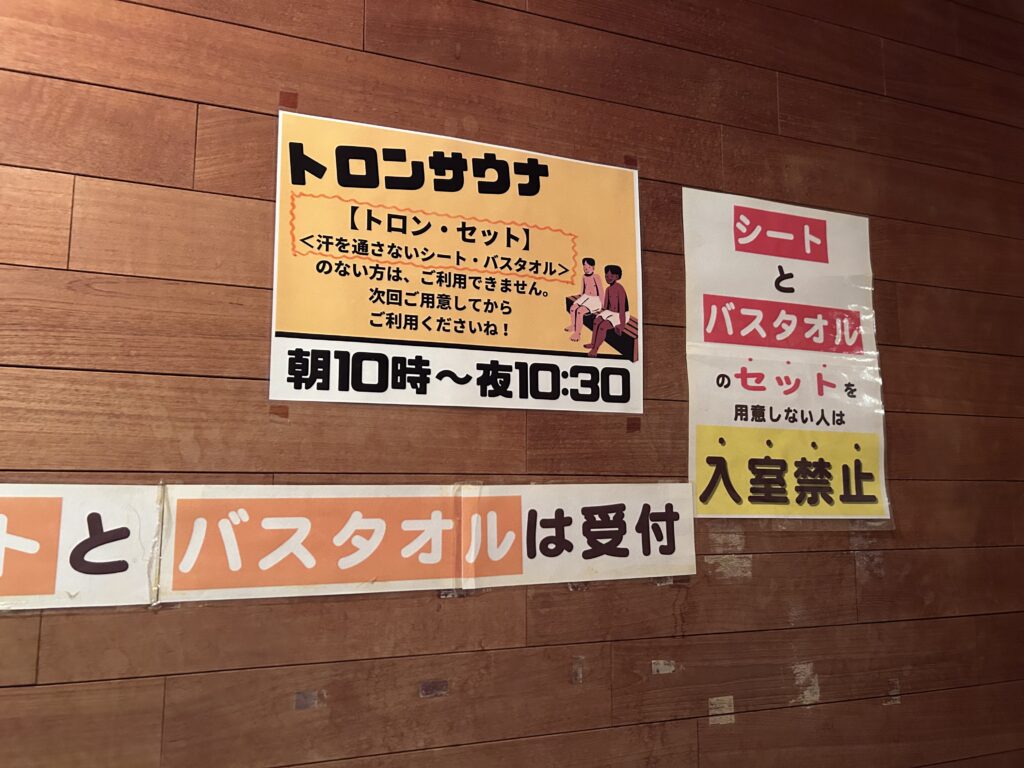 トロンサウナ
【トロン・セット】
<汗を通さないシート・バスタオル>
のない方は、ご利用できません。
次回ご用意してから
ご利用くださいね！
朝10時～夜10:30
シート
と
バスタオル
のセットを
用意しない人は
入室禁止
トとバスタオルは受付